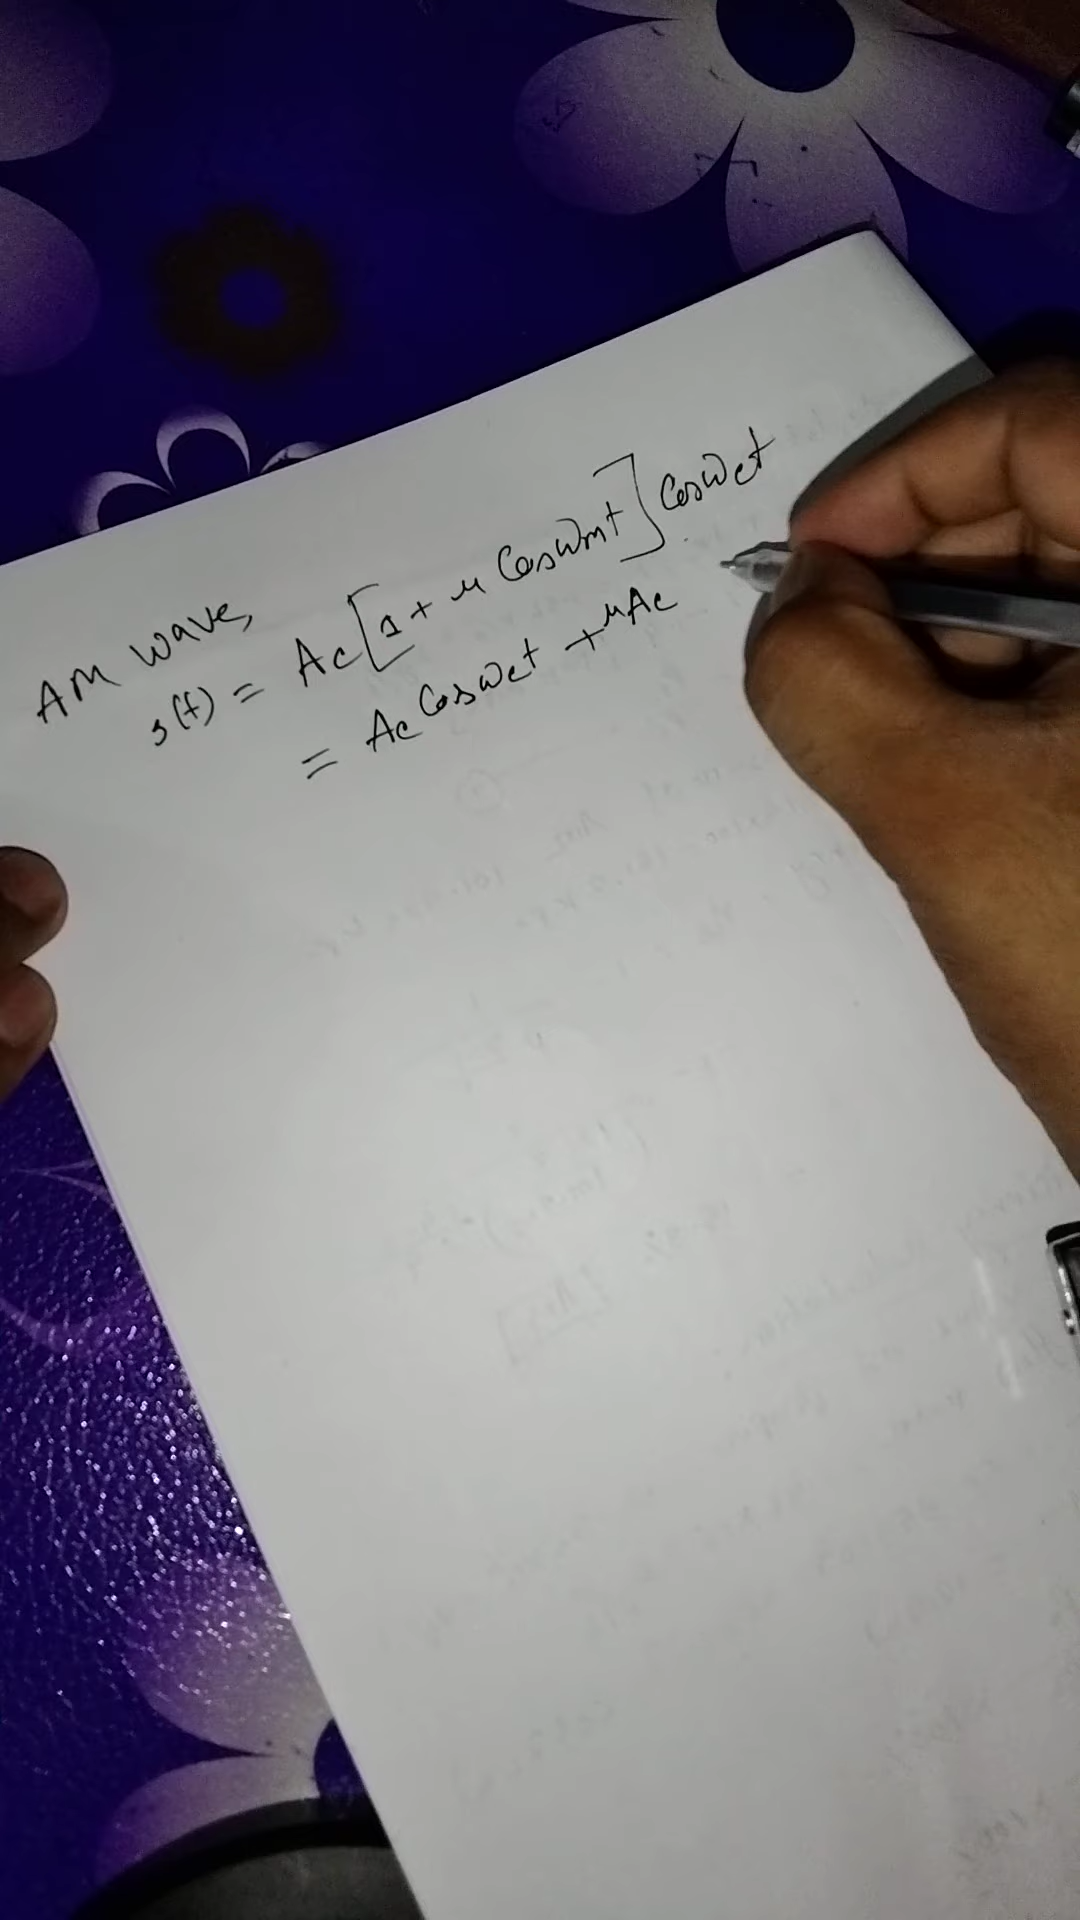 AM wave,
s(t) = Ac [1 + μ Cosωmt] Cosωct
= Ac Cosωct + μAc